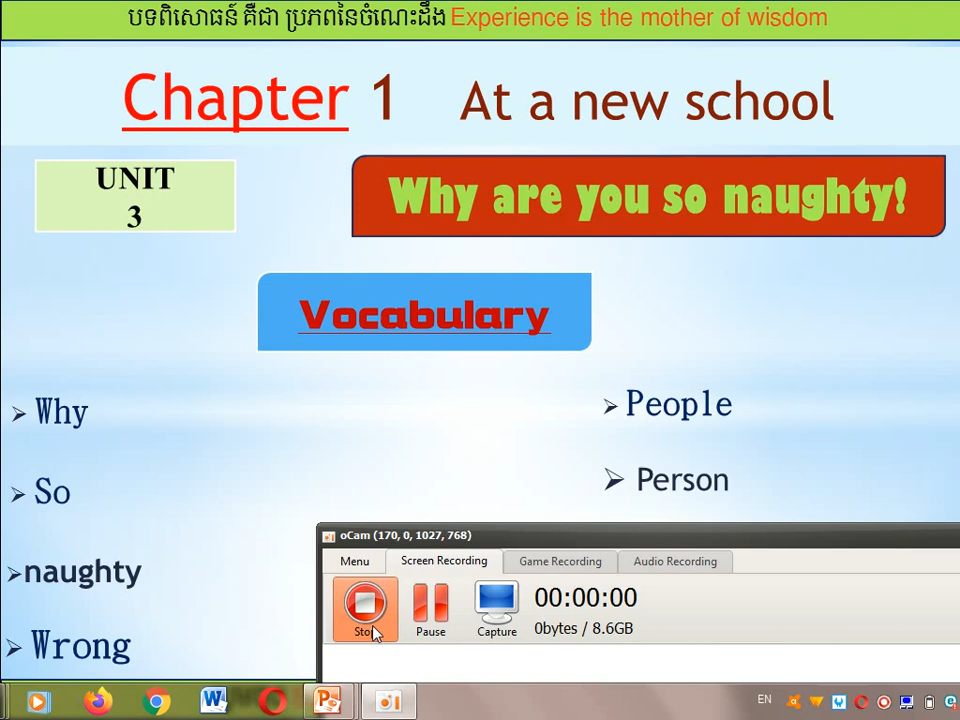 បទពិសោធន៍ គឺជា ប្រភពនៃចំណេះដឹង Experience is the mother of wisdom
Chapter 1 At a new school
UNIT
3
Why are you so naughty!
Vocabulary
Why
People
So
Person
naughty
Wrong
oCam (170, 0, 1027, 768)
Menu Screen Recording Game Recording Audio Recording
00:00:00
0bytes / 8.6GB
Stop Pause Capture
EN